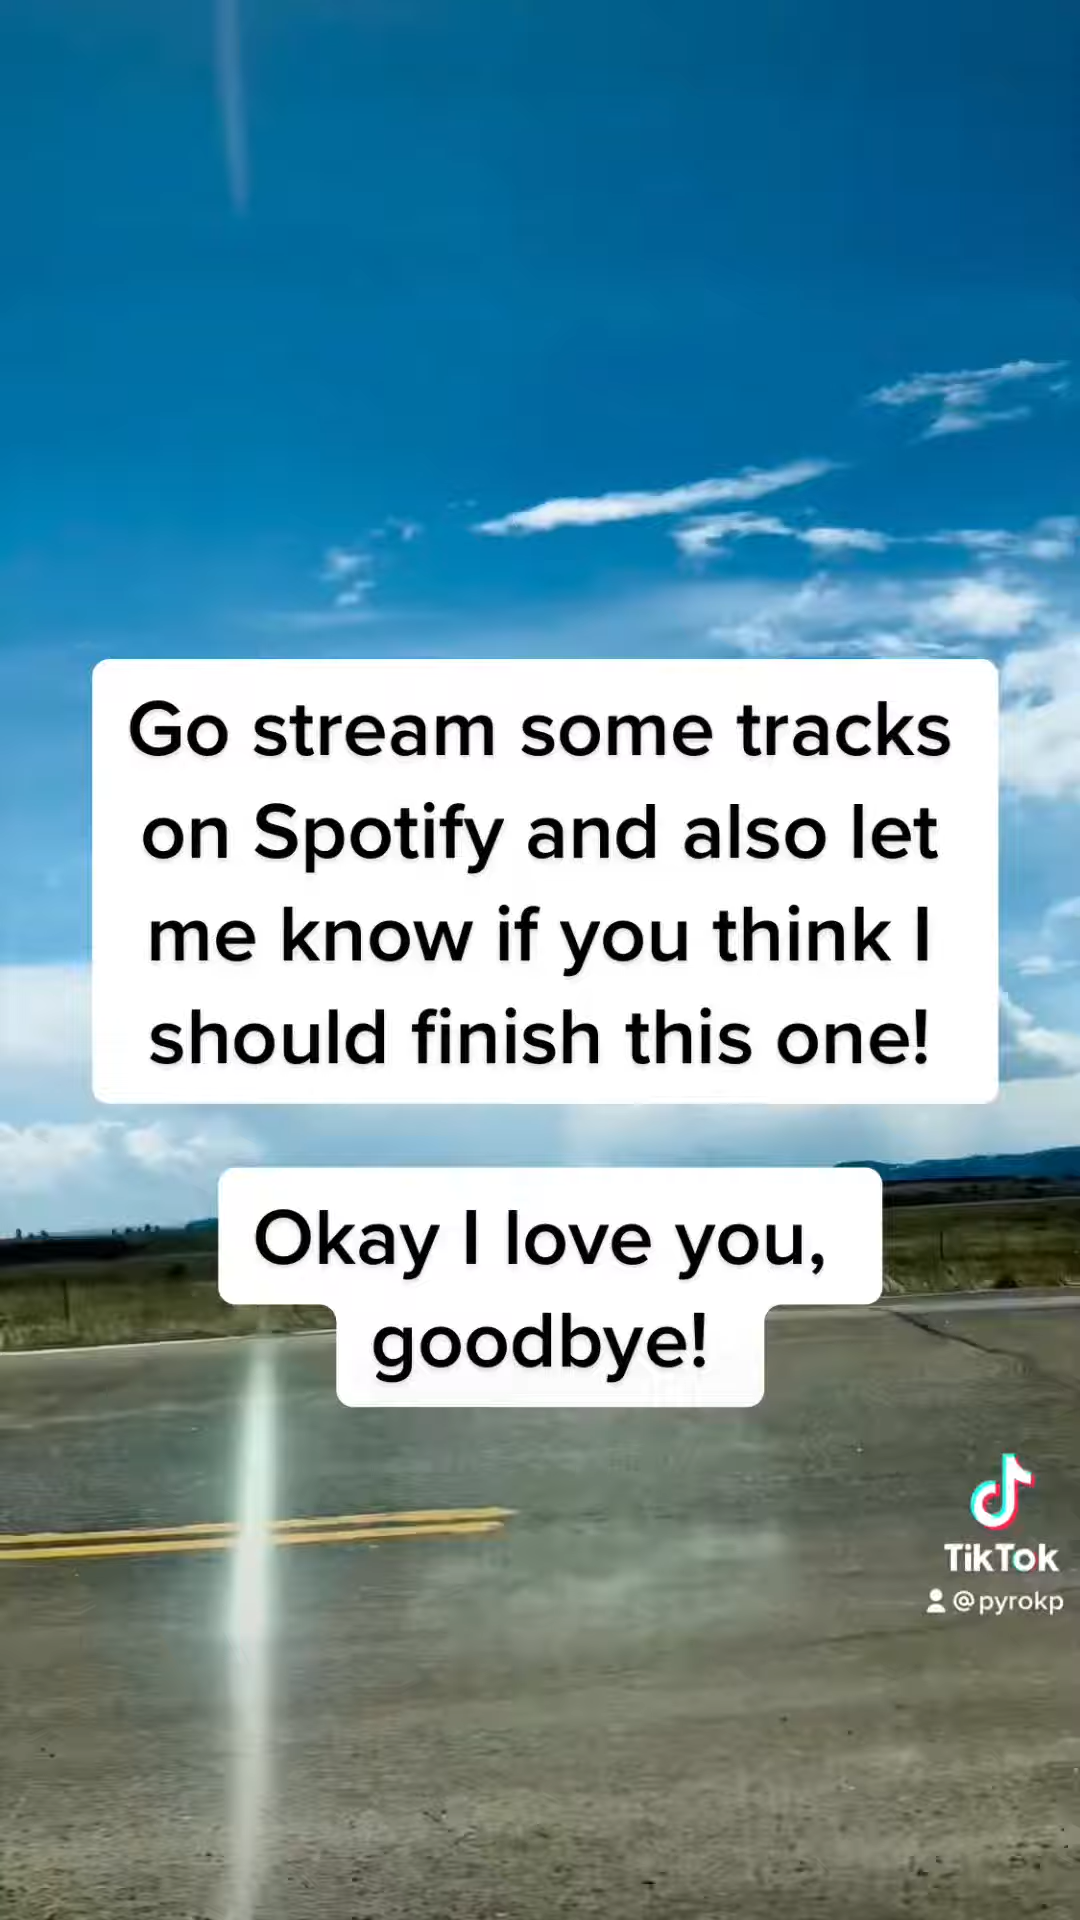 Go stream some tracks
on Spotify and also let
me know if you think I
should finish this one!
Okay I love you,
goodbye!
TikTok
@pyrokp